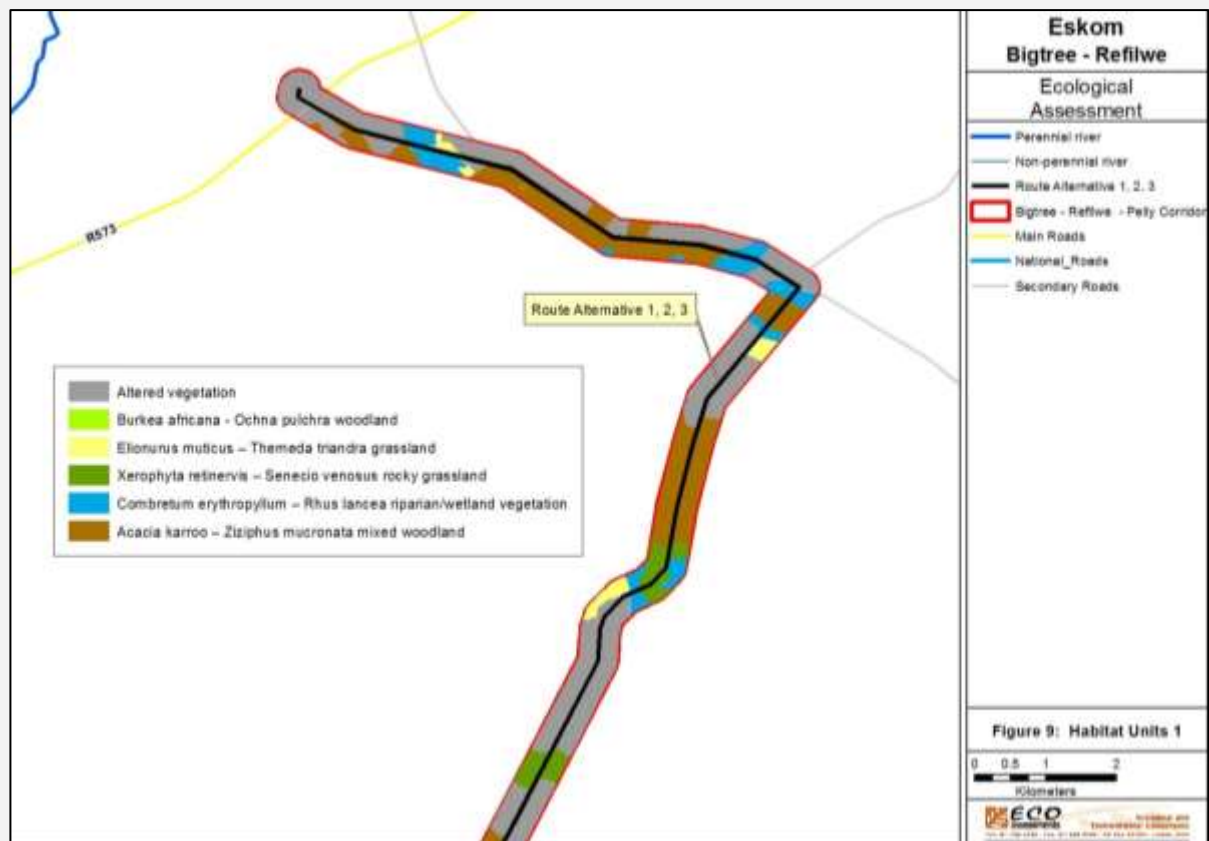 Eskom
Bigtree - Refilwe
Ecological
Assessment
Perennial river
Non-perennial river
Route Alternative 1, 2, 3
Bigtree - Refilwe - Pelly Corridor
Main Roads
National_Roads
Secondary Roads
R573
Route Alternative 1, 2, 3
Altered vegetation
Burkea africana - Ochna pulchra woodland
Elionurus muticus – Themeda triandra grassland
Xerophyta retinervis – Senecio venosus rocky grassland
Combretum erythropyllum – Rhus lancea riparian/wetland vegetation
Acacia karroo – Ziziphus mucronata mixed woodland
Figure 9: Habitat Units 1
0 0.5 1 2
Kilometers
ECO